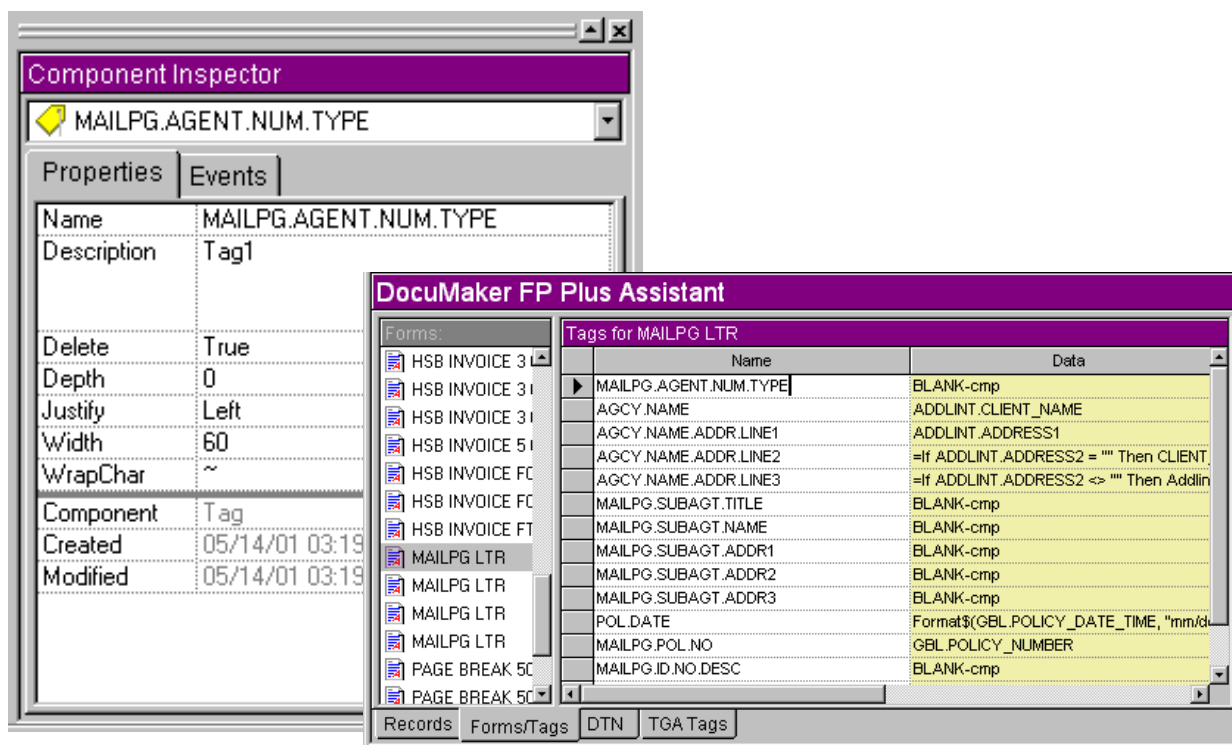 Component Inspector
MAILPG.AGENT.NUM.TYPE
Properties Events
Name MAILPG.AGENT.NUM.TYPE
Description Tag1
Delete True
Depth 0
Justify Left
Width 60
WrapChar ~
Component Tag
Created 05/14/01 03:19
Modified 05/14/01 03:19
DocuMaker FP Plus Assistant
Forms:
HSB INVOICE 3
HSB INVOICE 3
HSB INVOICE 3
HSB INVOICE 5
HSB INVOICE FC
HSB INVOICE FC
HSB INVOICE FT
MAILPG LTR
MAILPG LTR
MAILPG LTR
MAILPG LTR
PAGE BREAK 50
PAGE BREAK 50
Tags for MAILPG LTR
Name Data
MAILPG.AGENT.NUM.TYPE BLANK-cmp
AGCY.NAME ADDLINT.CLIENT_NAME
AGCY.NAME.ADDR.LINE1 ADDLINT.ADDRESS1
AGCY.NAME.ADDR.LINE2 =If ADDLINT.ADDRESS2 = "" Then CLIENT_
AGCY.NAME.ADDR.LINE3 =If ADDLINT.ADDRESS2 <> "" Then Addlin
MAILPG.SUBAGT.TITLE BLANK-cmp
MAILPG.SUBAGT.NAME BLANK-cmp
MAILPG.SUBAGT.ADDR1 BLANK-cmp
MAILPG.SUBAGT.ADDR2 BLANK-cmp
MAILPG.SUBAGT.ADDR3 BLANK-cmp
POL.DATE Format$(GBL.POLICY_DATE_TIME, "mm/d
MAILPG.POL.NO GBL.POLICY_NUMBER
MAILPG.ID.NO.DESC BLANK-cmp
Records Forms/Tags DTN TGA Tags